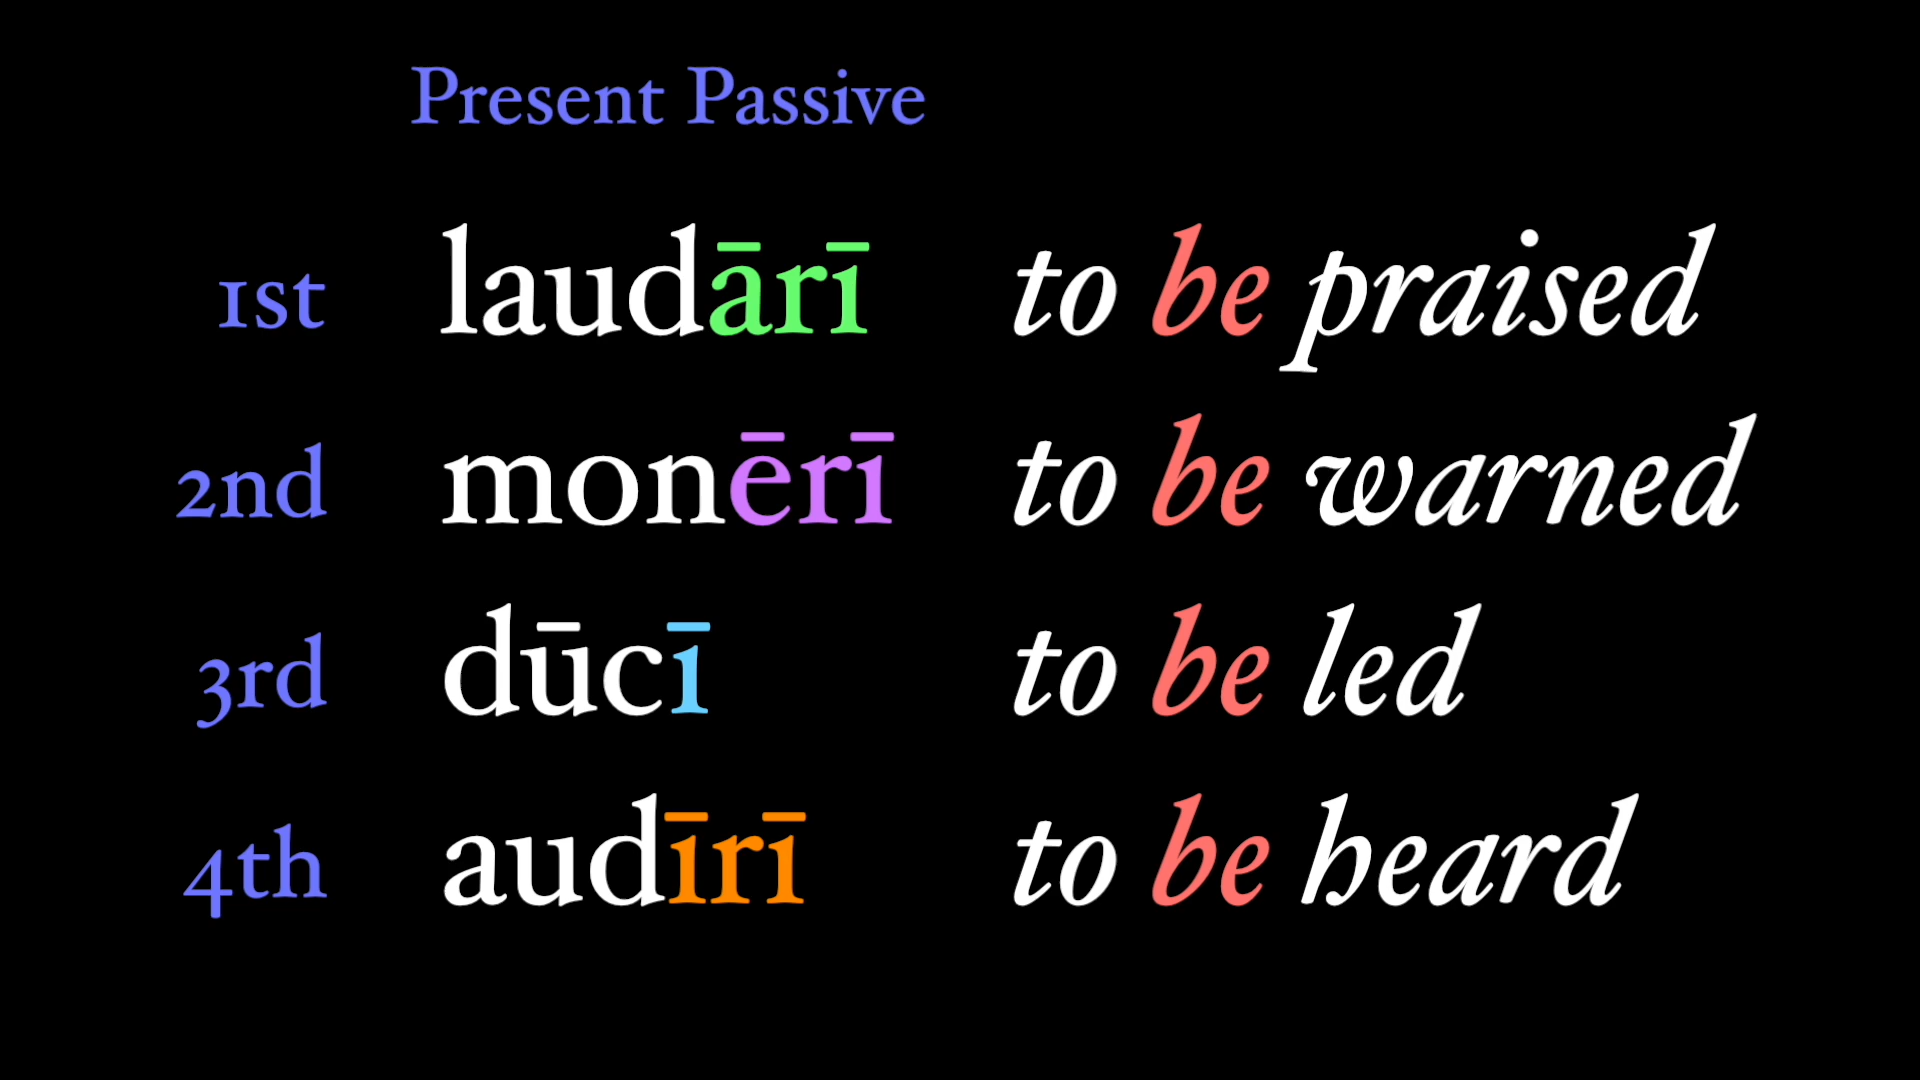 Present Passive
1st laudārī to be praised
2nd monērī to be warned
3rd dūcī to be led
4th audīrī to be heard